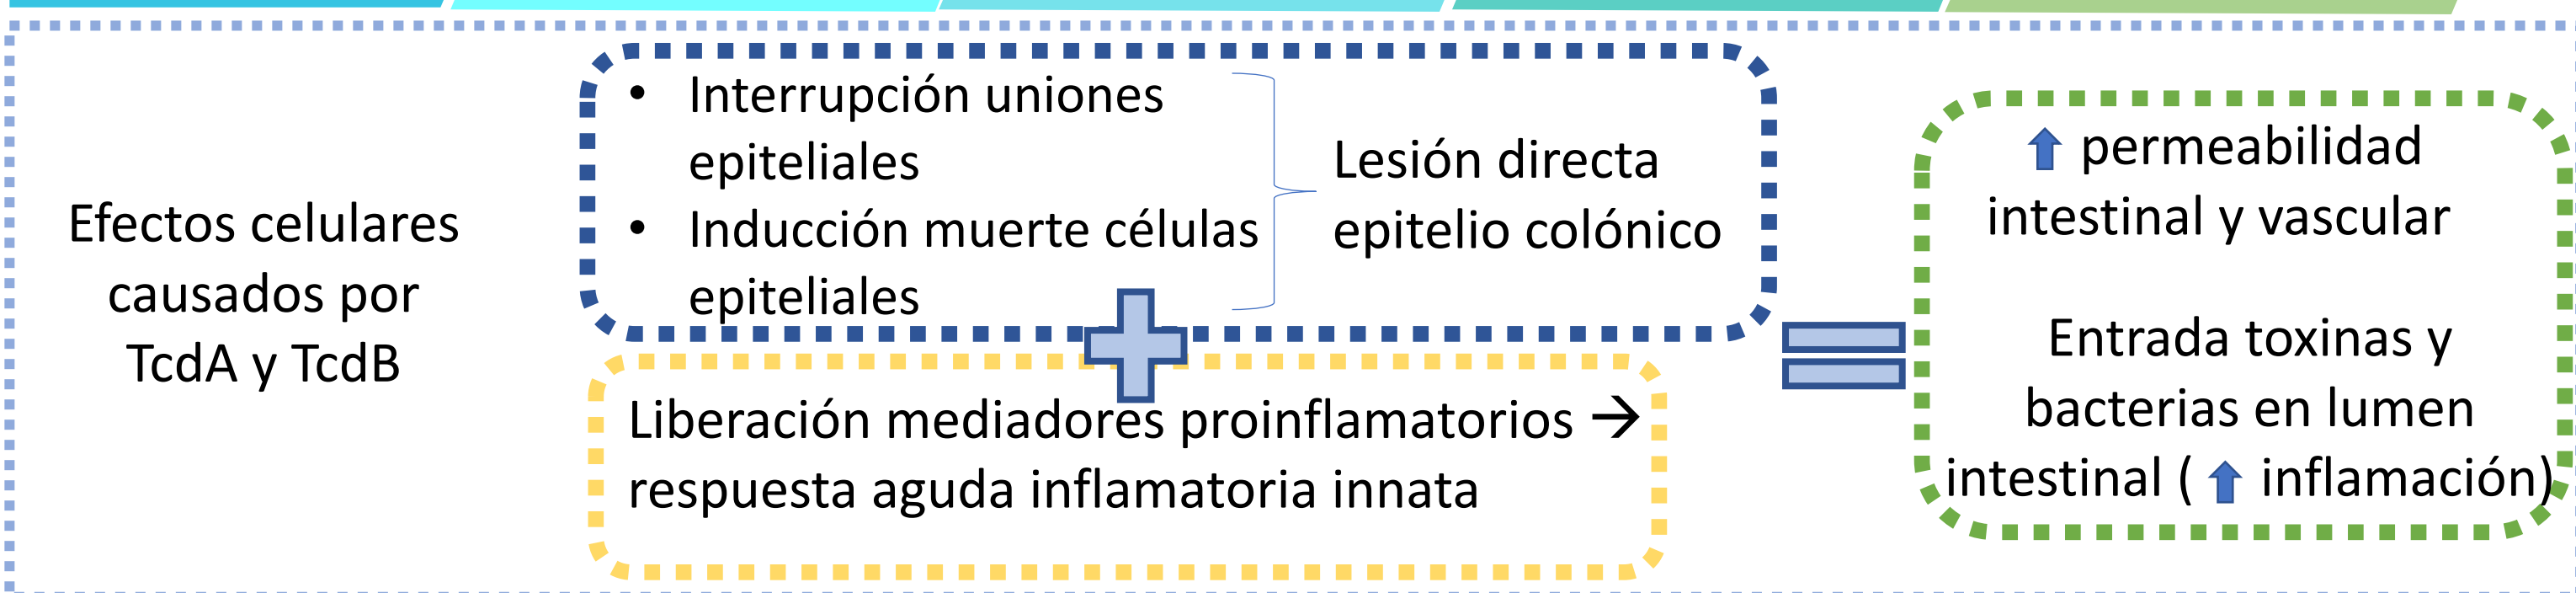 Efectos celulares
causados por
TcdA y TcdB
• Interrupción uniones
epiteliales
• Inducción muerte células
epiteliales
Lesión directa
epitelio colónico
Liberación mediadores proinflamatorios →
respuesta aguda inflamatoria innata
permeabilidad
intestinal y vascular
Entrada toxinas y
bacterias en lumen
intestinal ( inflamación)